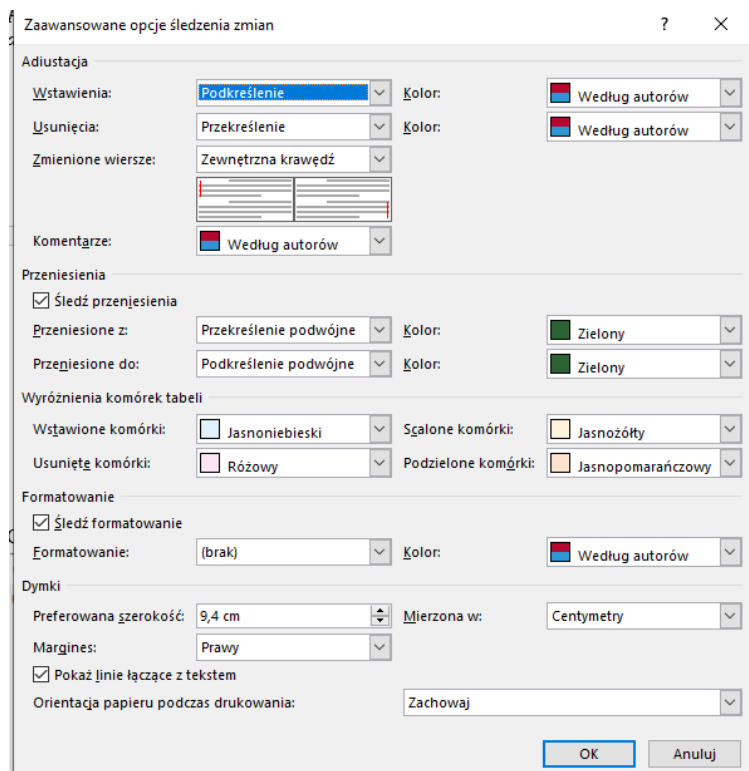 Zaawansowane opcje śledzenia zmian ? ×
Adiustacja
Wstawienia: Podkreślenie Kolor: Według autorów
Usunięcia: Przekreślenie Kolor: Według autorów
Zmienione wiersze: Zewnętrzna krawędź
Komentarze: Według autorów
Przeniesienia
Śledź przeniesienia
Przeniesione z: Przekreślenie podwójne Kolor: Zielony
Przeniesione do: Podkreślenie podwójne Kolor: Zielony
Wyróżnienia komórek tabeli
Wstawione komórki: Jasnoniebieski Scalone komórki: Jasnożółty
Usunięte komórki: Różowy Podzielone komórki: Jasnopomarańczowy
Formatowanie
Śledź formatowanie
Formatowanie: (brak) Kolor: Według autorów
Dymki
Preferowana szerokość: 9,4 cm Mierzona w: Centymetry
Margines: Prawy
Pokaż linie łączące z tekstem
Orientacja papieru podczas drukowania: Zachowaj
OK Anuluj